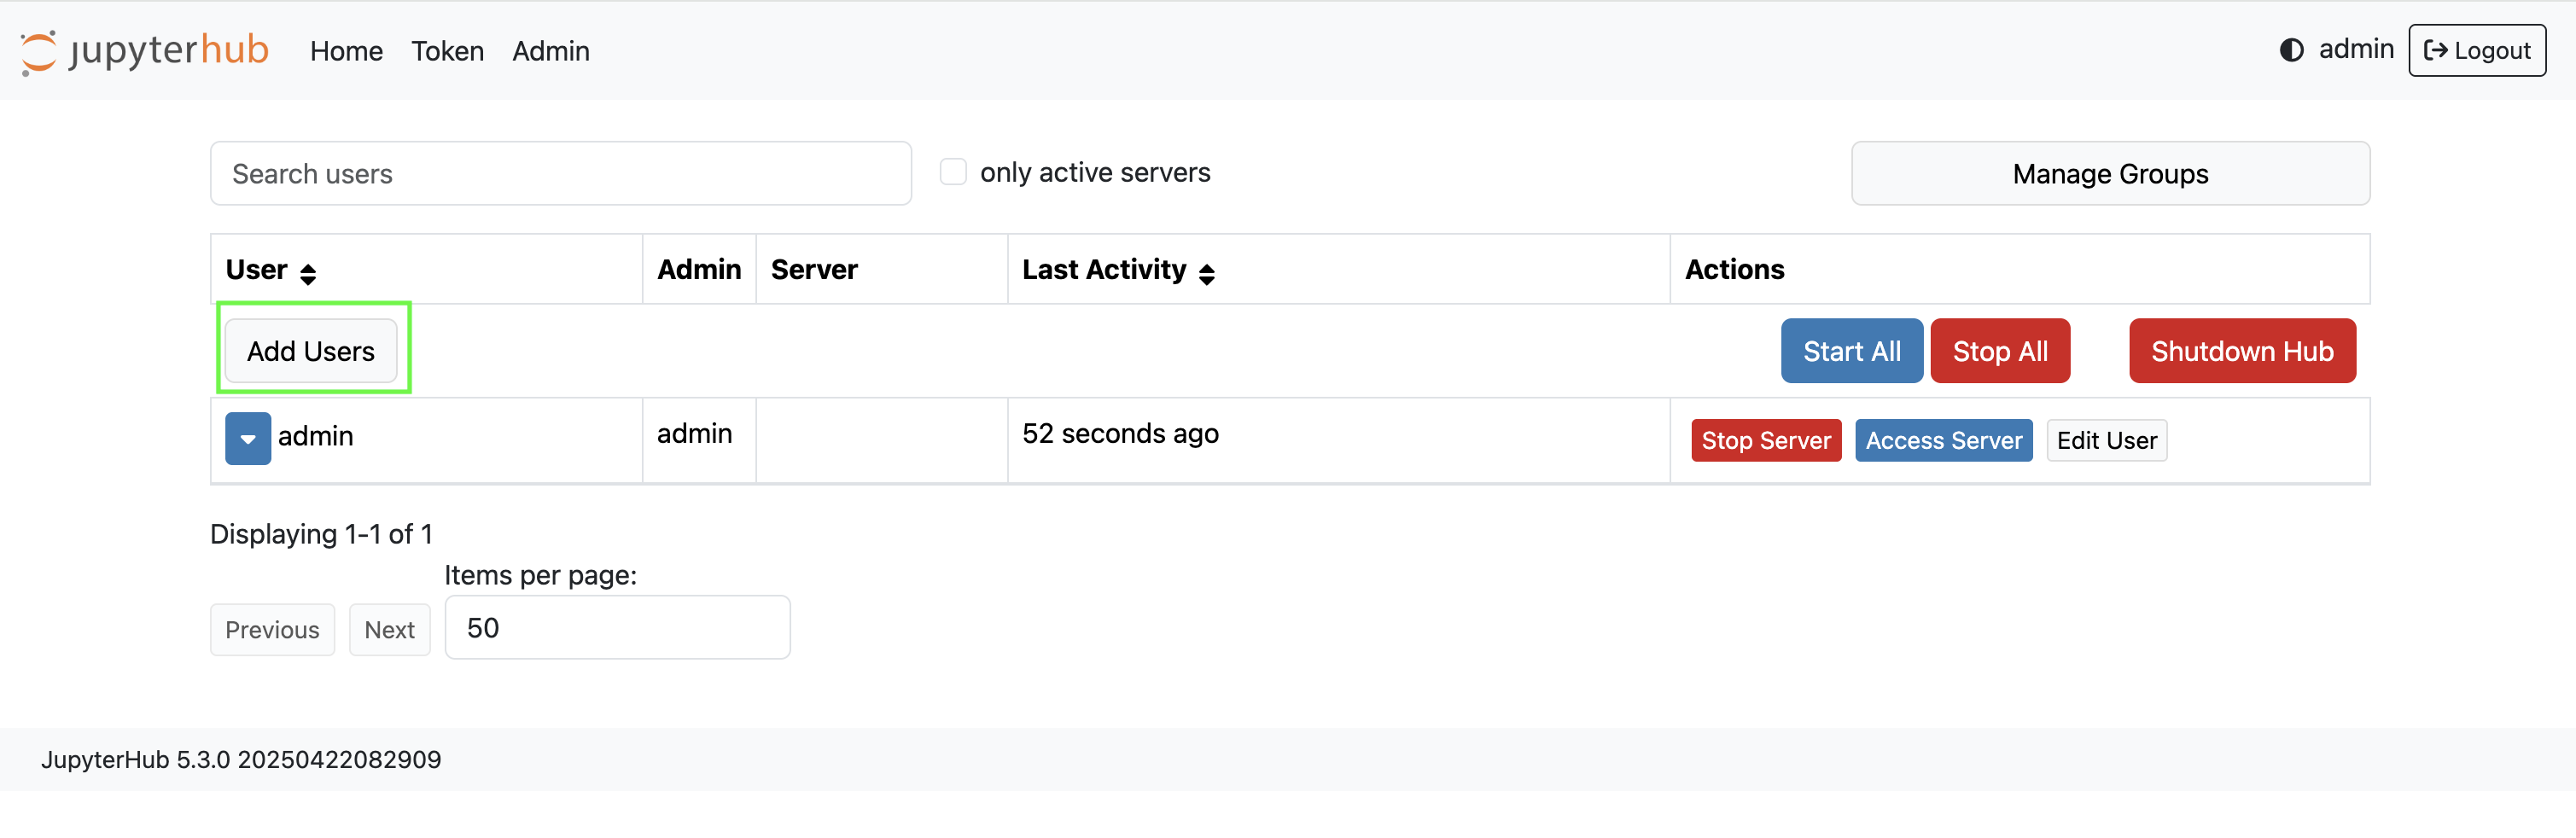 jupyterhub Home Token Admin admin Logout
Search users only active servers Manage Groups
User Admin Server Last Activity Actions
Add Users Start All Stop All Shutdown Hub
admin admin 52 seconds ago Stop Server Access Server Edit User
Displaying 1-1 of 1
Items per page:
Previous Next 50
JupyterHub 5.3.0 20250422082909